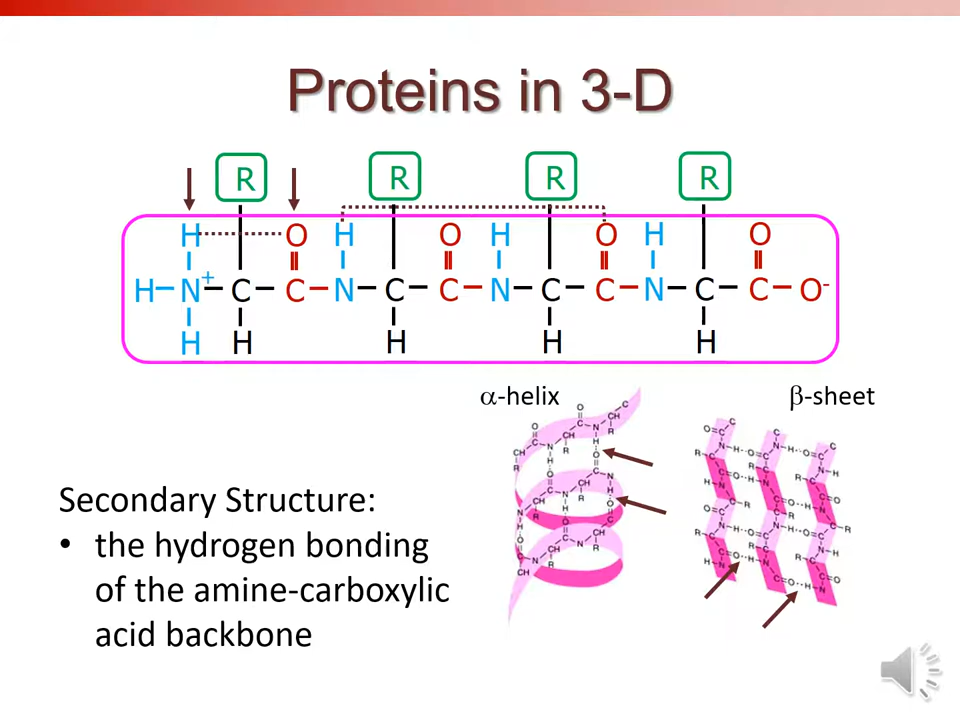 Proteins in 3-D
R R R R
H O H O H O H O
H N + C C N C C N C C N C C O -
H H H H H
α-helix β-sheet
Secondary Structure:
• the hydrogen bonding
of the amine-carboxylic
acid backbone